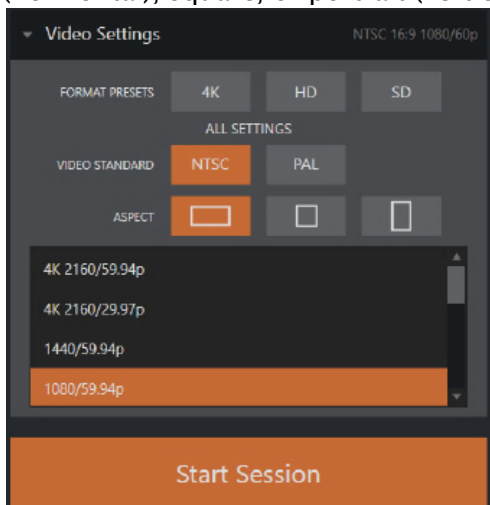 Video Settings NTSC 16:9 1080/60p
FORMAT PRESETS 4K HD SD
ALL SETTINGS
VIDEO STANDARD NTSC PAL
ASPECT
4K 2160/59.94p
4K 2160/29.97p
1440/59.94p
1080/59.94p
Start Session